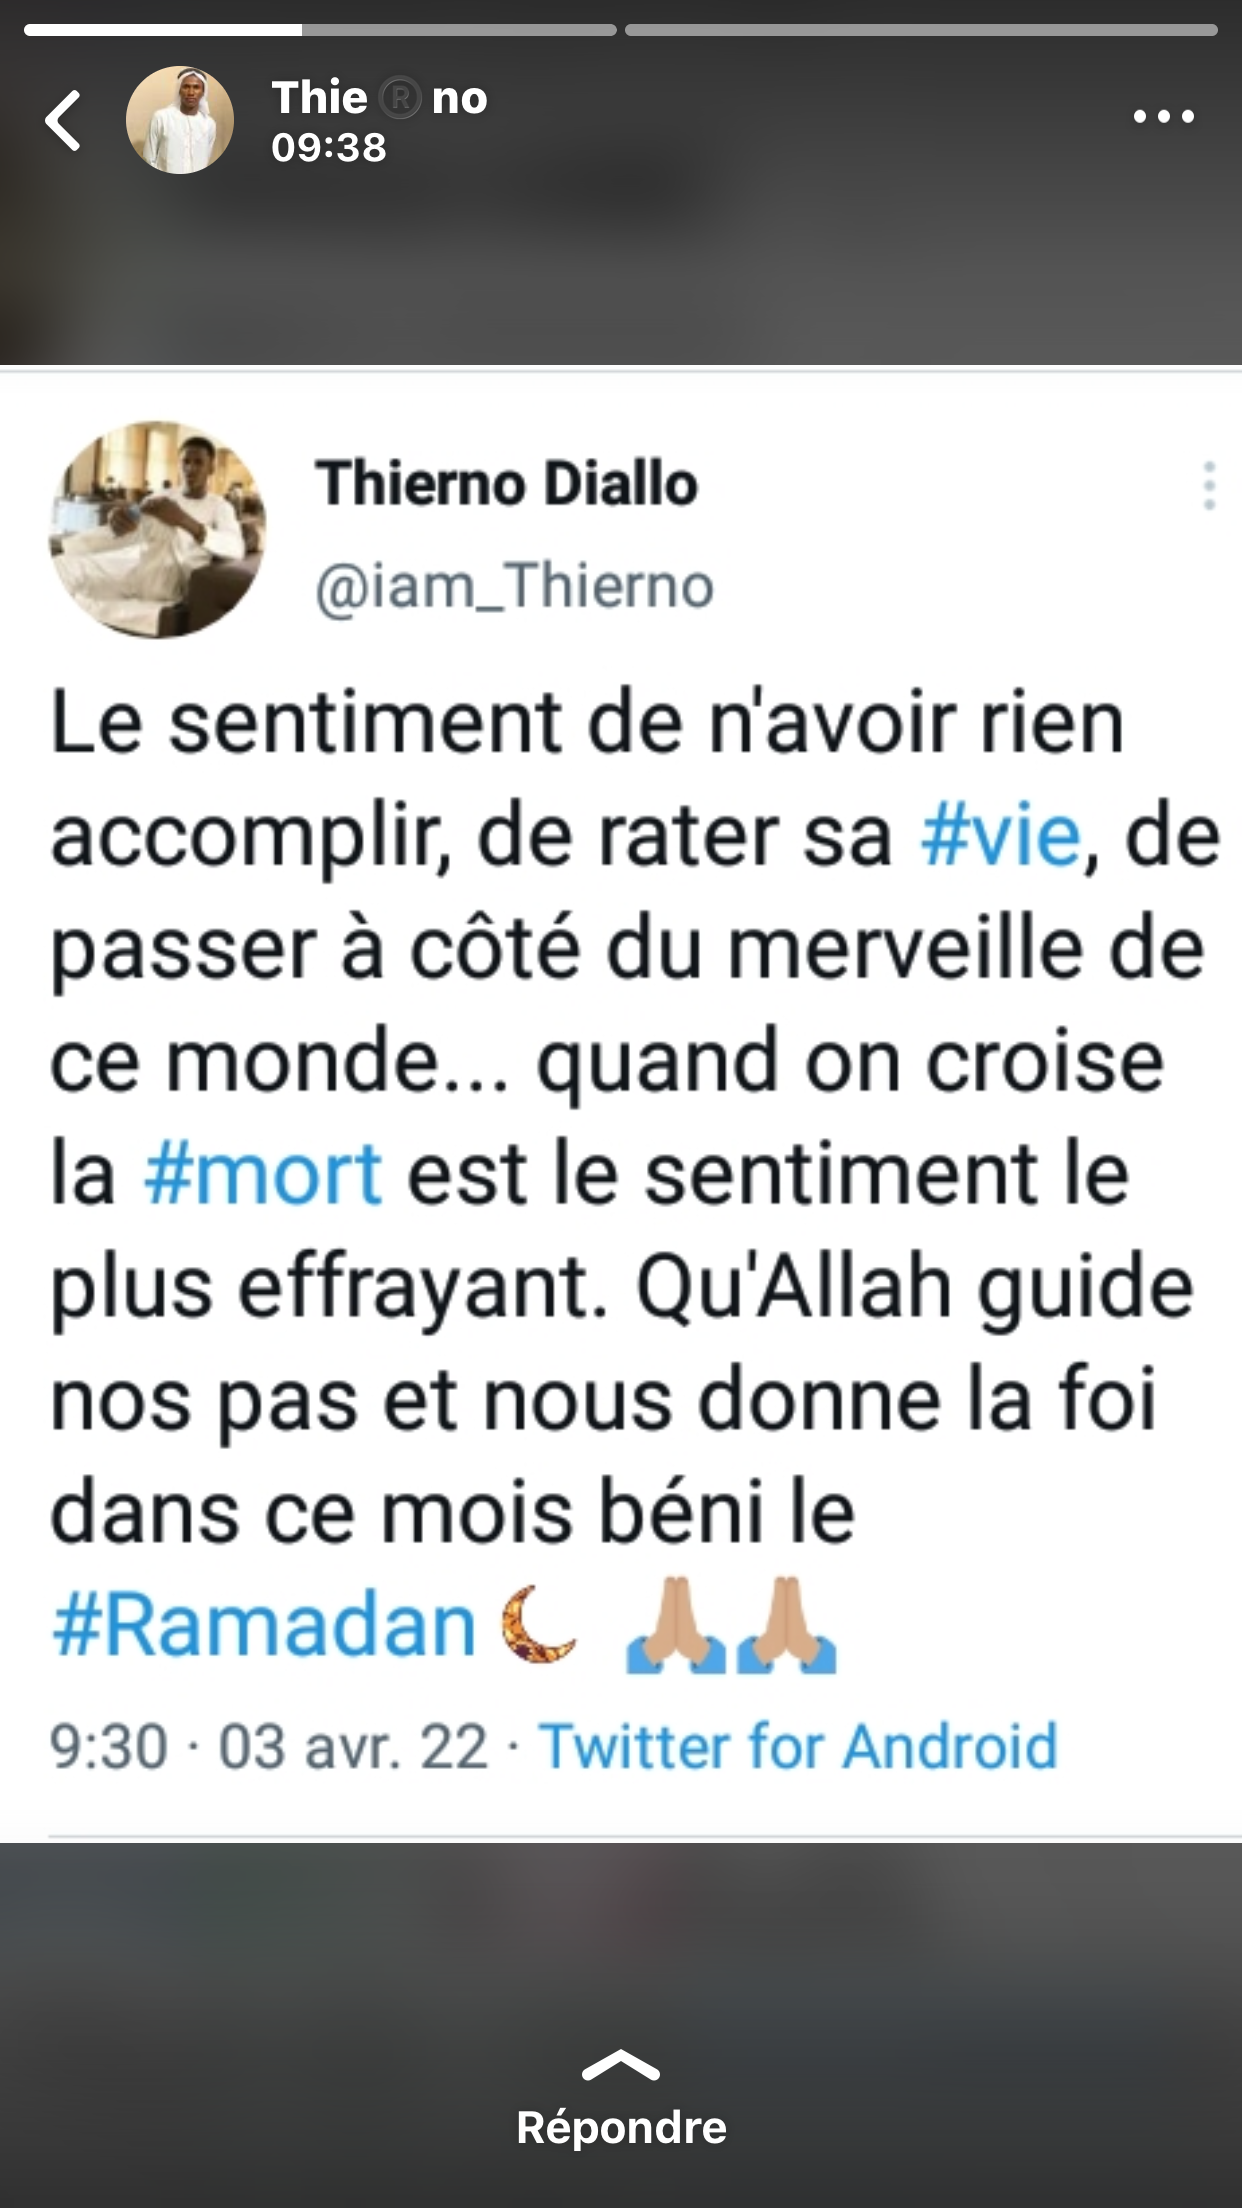 Thie®️no
09:38
Thierno Diallo
@iam_Thierno
Le sentiment de n'avoir rien
accomplir, de rater sa #vie, de
passer à côté du merveille de
ce monde... quand on croise
la #mort est le sentiment le
plus effrayant. Qu'Allah guide
nos pas et nous donne la foi
dans ce mois béni le
#Ramadan 🌙 🙏🏼🙏🏼
9:30 · 03 avr. 22 · Twitter for Android
Répondre